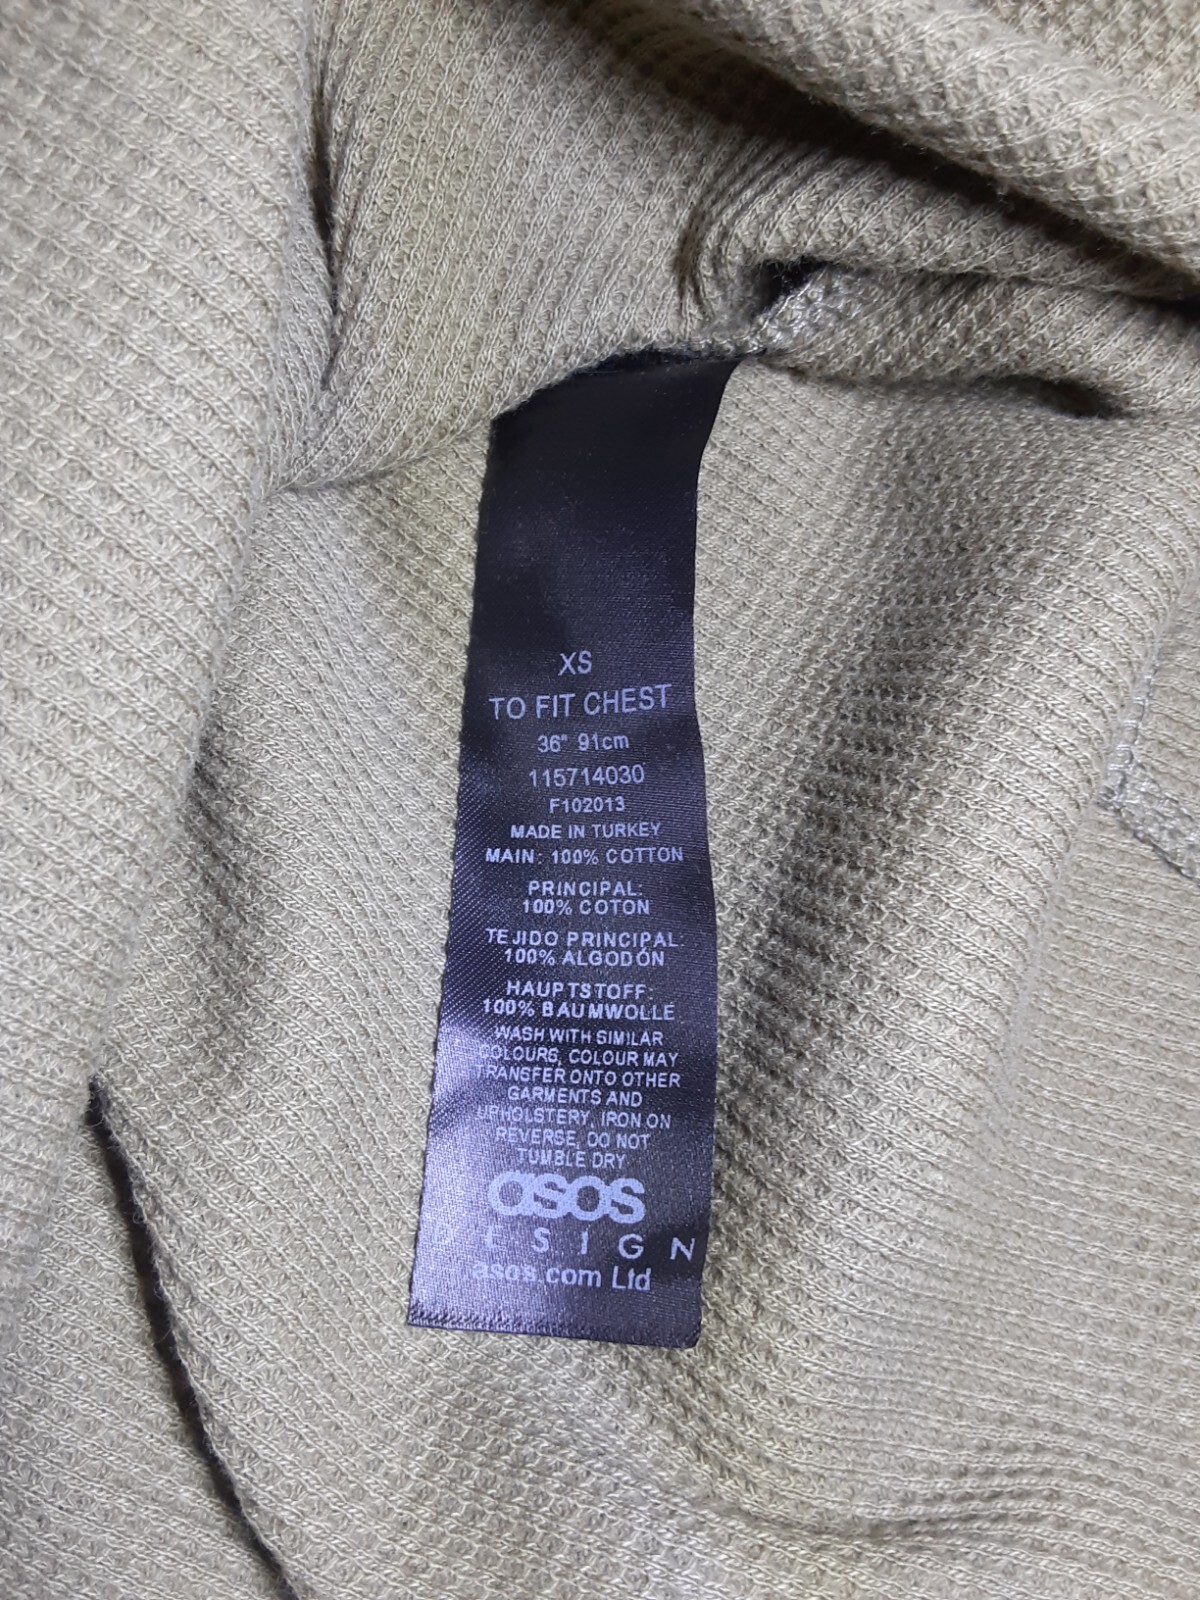 XS
TO FIT CHEST
36" 91cm
115714030
F102013
MADE IN TURKEY
MAIN: 100% COTTON
PRINCIPAL:
100% COTON
TEJIDO PRINCIPAL:
100% ALGODÓN
HAUPTSTOFF:
100% BAUMWOLLE
WASH WITH SIMILAR
COLOURS, COLOUR MAY
TRANSFER ONTO OTHER
GARMENTS AND
UPHOLSTERY, IRON ON
REVERSE, DO NOT
TUMBLE DRY
asos
DESIGN
asos.com Ltd